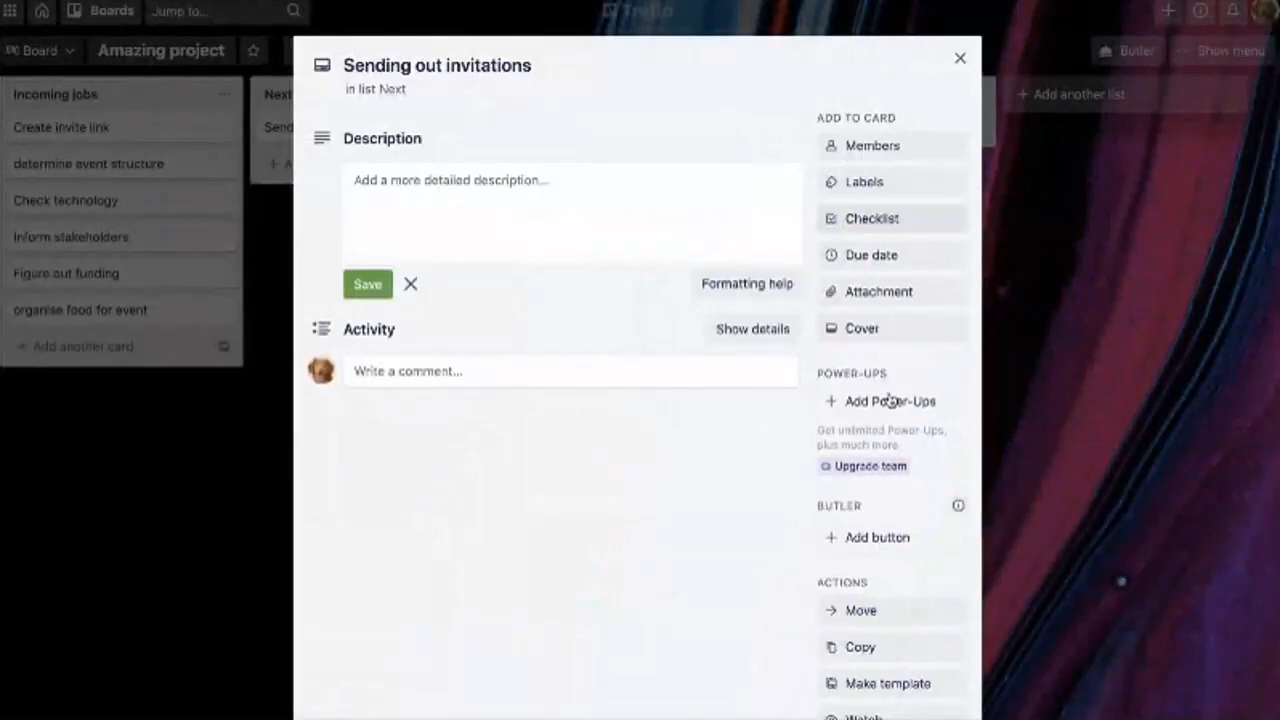 Boards
Jump to...
Trello
Board
Amazing project
Butler
Show menu
Incoming jobs
Create invite link
determine event structure
Check technology
Inform stakeholders
Figure out funding
organise food for event
Add another card
Next
Send
Add another list
Sending out invitations
in list Next
Description
Add a more detailed description...
Save
Formatting help
Activity
Show details
Write a comment...
ADD TO CARD
Members
Labels
Checklist
Due date
Attachment
Cover
POWER-UPS
Add Power-Ups
Get unlimited Power-Ups,
plus much more.
Upgrade team
BUTLER
Add button
ACTIONS
Move
Copy
Make template
Watch